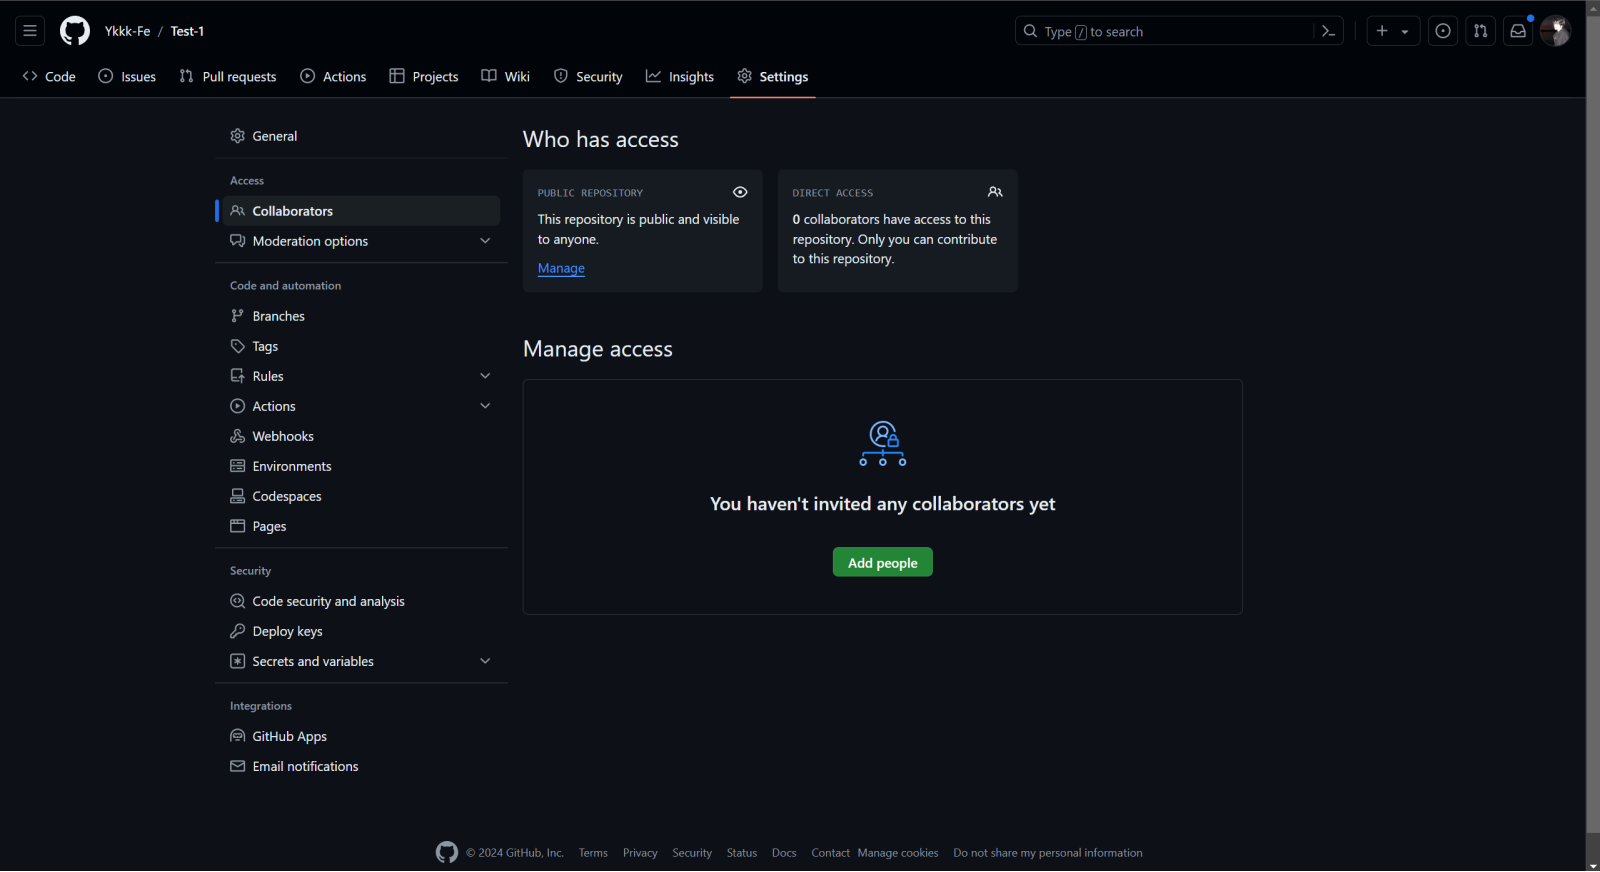 Ykkk-Fe / Test-1
Type / to search
Code
Issues
Pull requests
Actions
Projects
Wiki
Security
Insights
Settings
General
Access
Collaborators
Moderation options
Code and automation
Branches
Tags
Rules
Actions
Webhooks
Environments
Codespaces
Pages
Security
Code security and analysis
Deploy keys
Secrets and variables
Integrations
GitHub Apps
Email notifications
Who has access
PUBLIC REPOSITORY
This repository is public and visible
to anyone.
Manage
DIRECT ACCESS
0 collaborators have access to this
repository. Only you can contribute
to this repository.
Manage access
You haven't invited any collaborators yet
Add people
© 2024 GitHub, Inc.
Terms
Privacy
Security
Status
Docs
Contact
Manage cookies
Do not share my personal information